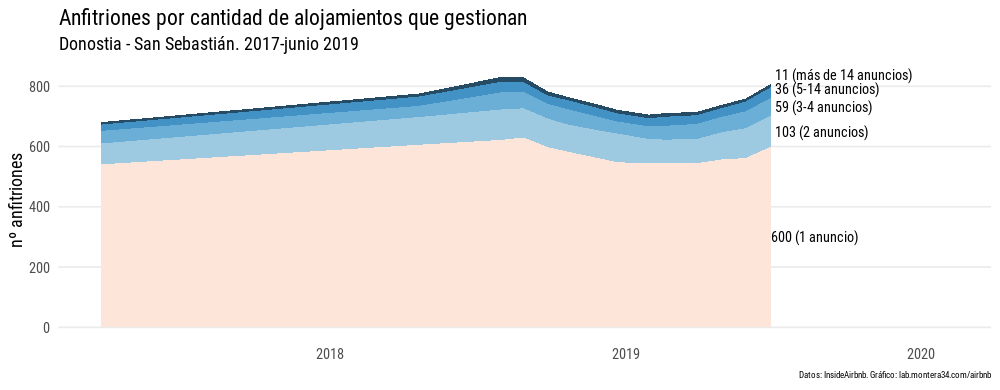 Anfitriones por cantidad de alojamientos que gestionan
Donostia - San Sebastián. 2017-junio 2019
nº anfitriones
800
600
400
200
0
11 (más de 14 anuncios)
36 (5-14 anuncios)
59 (3-4 anuncios)
103 (2 anuncios)
600 (1 anuncio)
2018
2019
2020
Datos: InsideAirbnb. Gráfico: lab.montera34.com/airbnb